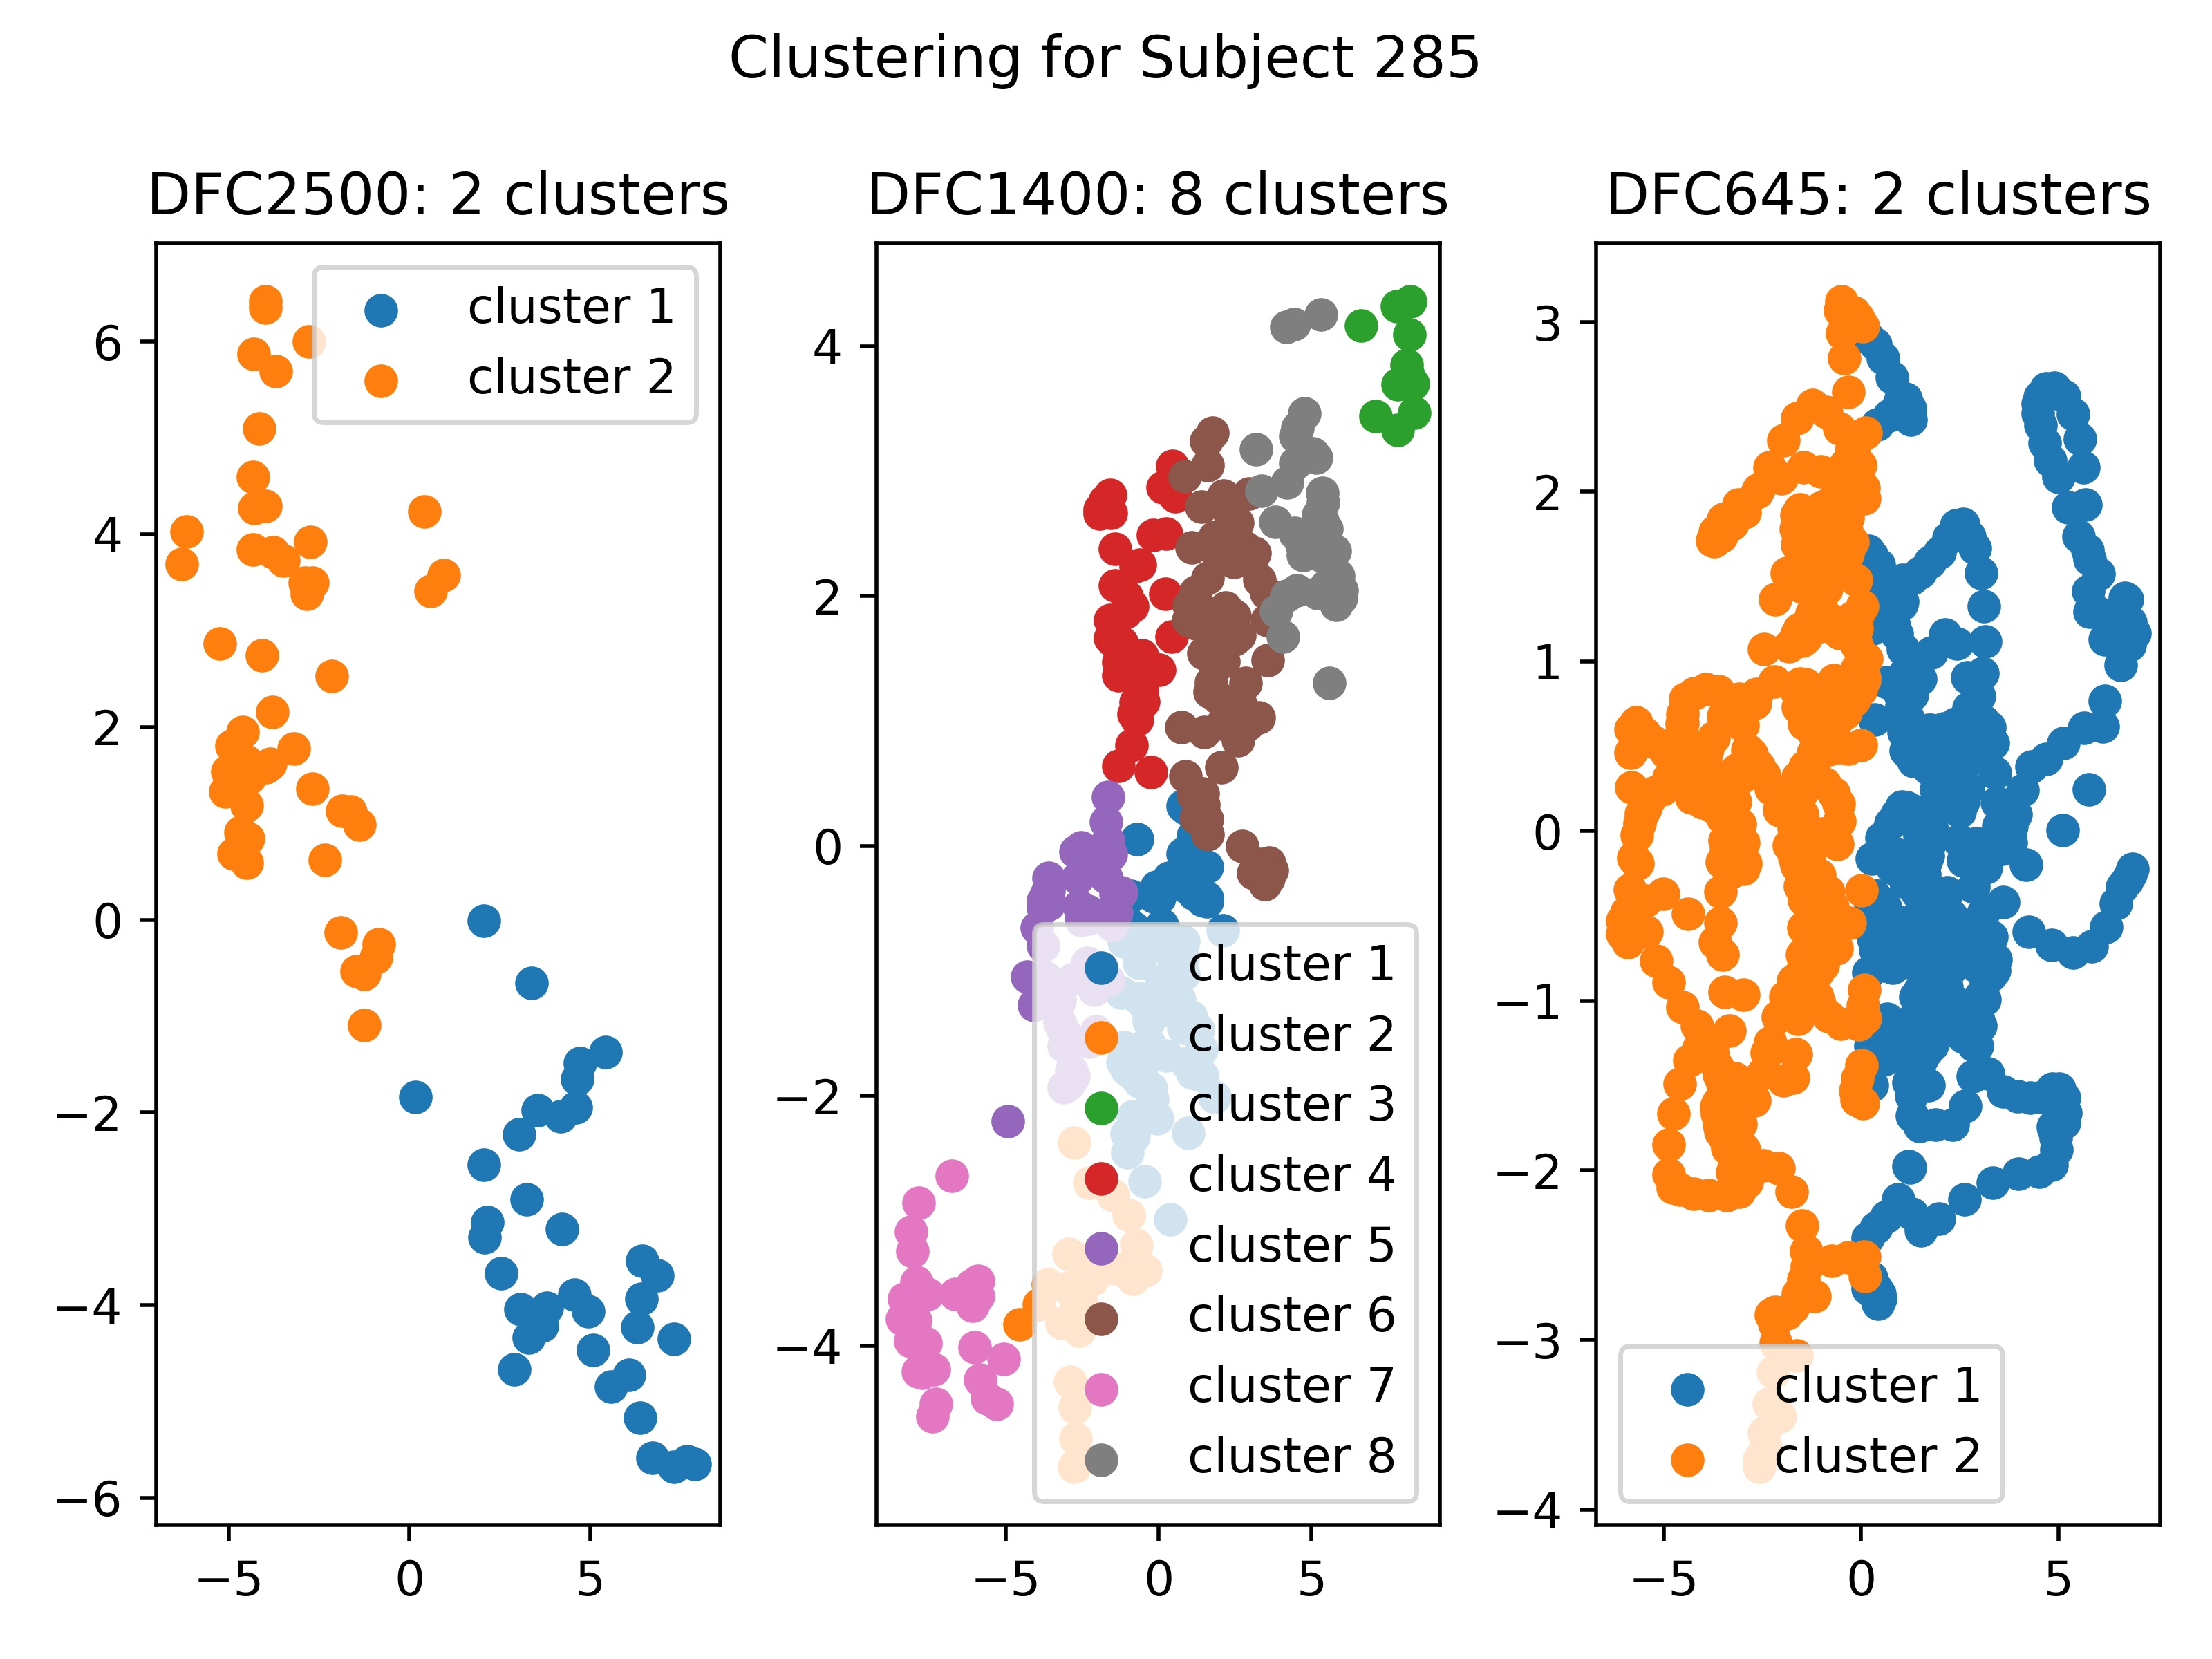 Clustering for Subject 285
DFC2500: 2 clusters
6
4
2
0
−2
−4
−6
−5
0
5
cluster 1
cluster 2
DFC1400: 8 clusters
4
2
0
−2
−4
−5
0
5
cluster 1
cluster 2
cluster 3
cluster 4
cluster 5
cluster 6
cluster 7
cluster 8
DFC645: 2 clusters
3
2
1
0
−1
−2
−3
−4
−5
0
5
cluster 1
cluster 2